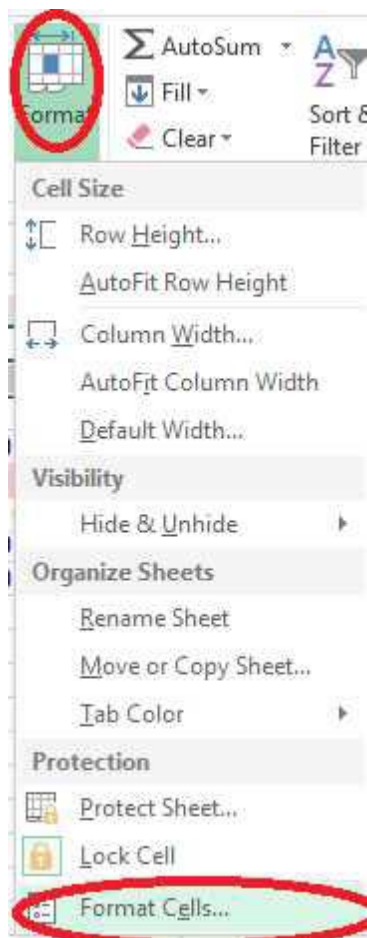 AutoSum
Fill
Clear
Format
Sort &
Filter
Cell Size
Row Height...
AutoFit Row Height
Column Width...
AutoFit Column Width
Default Width...
Visibility
Hide & Unhide
Organize Sheets
Rename Sheet
Move or Copy Sheet...
Tab Color
Protection
Protect Sheet...
Lock Cell
Format Cells...